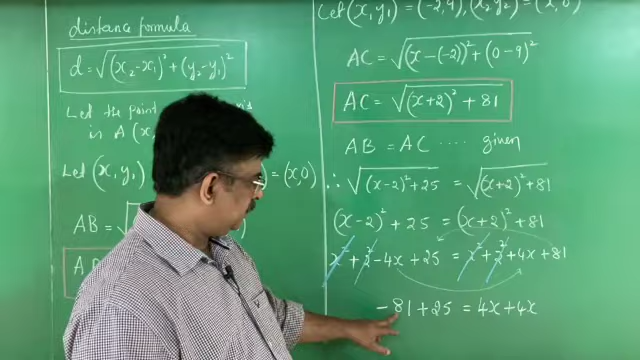 distance formula
d = √(x₂ - x₁)² + (y₂ - y₁)²
Let the point
is A (x,
Let (x, y₁) = (x, 0)
AB = √
Let (x, y₁) = (-2, 9), (x₂ y₂) = (x, 0)
AC = √(x - (-2))² + (0 - 9)²
AC = √(x+2)² + 81
AB = AC .... given
∴ √(x-2)² + 25 = √(x+2)² + 81
(x-2)² + 25 = (x+2)² + 81
x² + 2² - 4x + 25 = x² + 2² + 4x + 81
- 81 + 25 = 4x + 4x